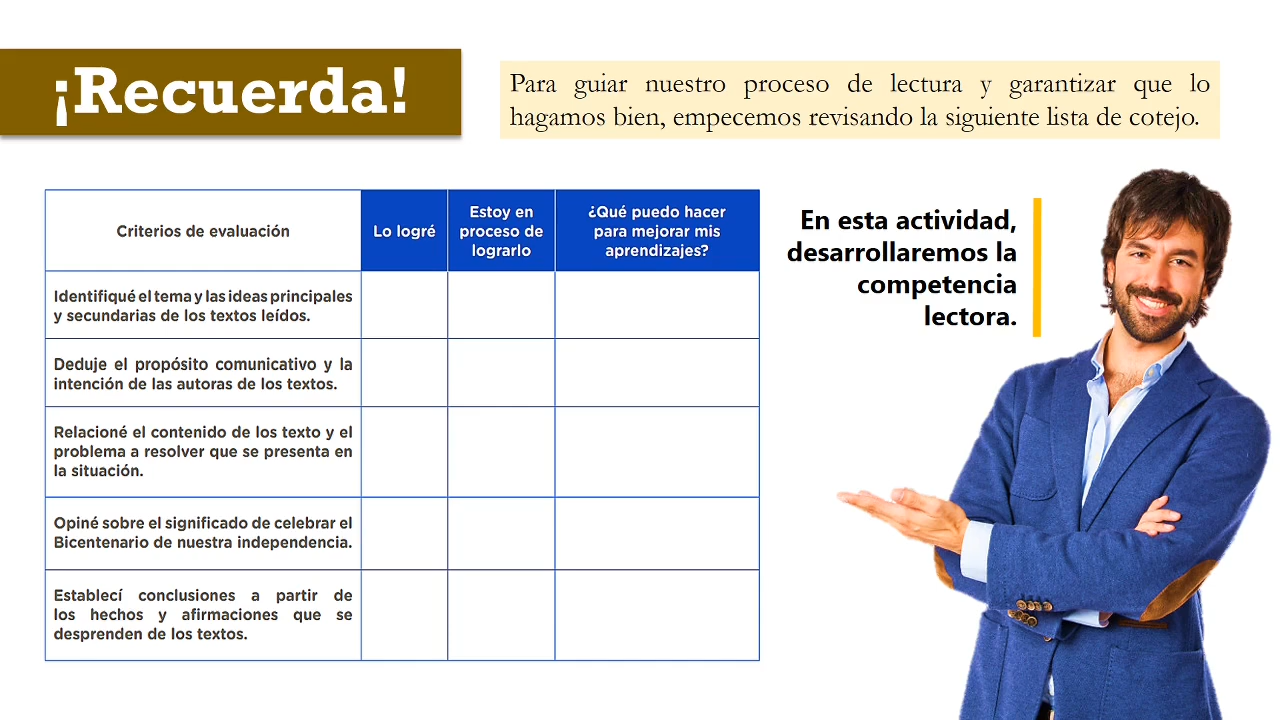 ¡Recuerda!
Para guiar nuestro proceso de lectura y garantizar que lo
hagamos bien, empecemos revisando la siguiente lista de cotejo.
En esta actividad,
desarrollaremos la
competencia
lectora.
Criterios de evaluación
Lo logré
Estoy en
proceso de
lograrlo
¿Qué puedo hacer
para mejorar mis
aprendizajes?
Identifiqué el tema y las ideas principales
y secundarias de los textos leídos.
Deduje el propósito comunicativo y la
intención de las autoras de los textos.
Relacioné el contenido de los texto y el
problema a resolver que se presenta en
la situación.
Opiné sobre el significado de celebrar el
Bicentenario de nuestra independencia.
Establecí conclusiones a partir de
los hechos y afirmaciones que se
desprenden de los textos.